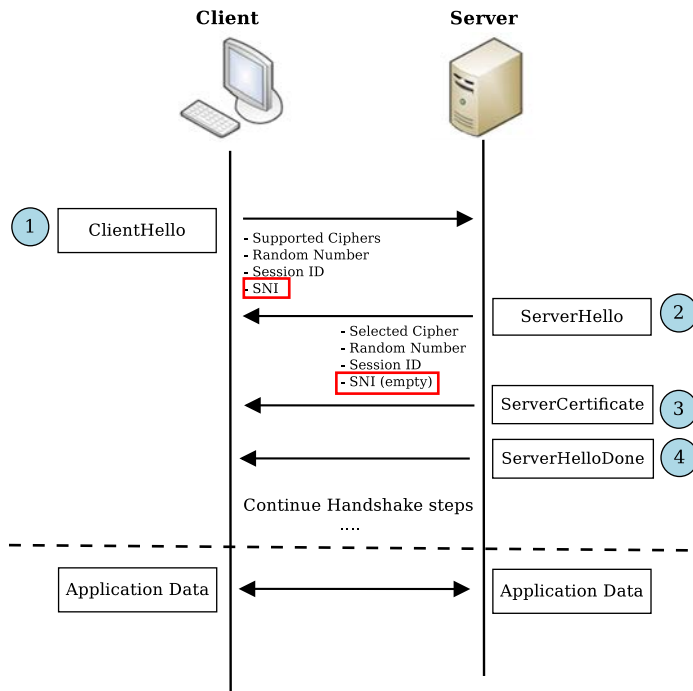 Client
Server
1
ClientHello
- Supported Ciphers
- Random Number
- Session ID
- SNI
2
ServerHello
- Selected Cipher
- Random Number
- Session ID
- SNI (empty)
3
ServerCertificate
4
ServerHelloDone
Continue Handshake steps
....
Application Data
Application Data